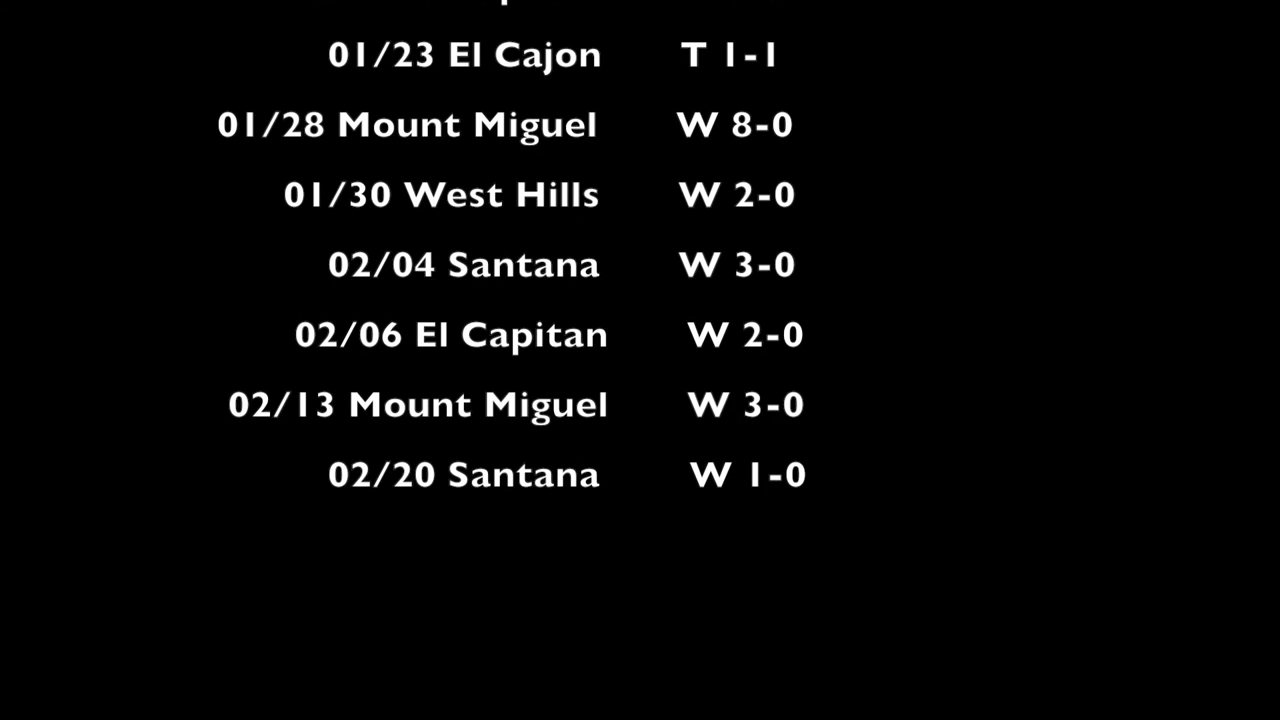 01/23 El Cajon T 1-1
01/28 Mount Miguel W 8-0
01/30 West Hills W 2-0
02/04 Santana W 3-0
02/06 El Capitan W 2-0
02/13 Mount Miguel W 3-0
02/20 Santana W 1-0